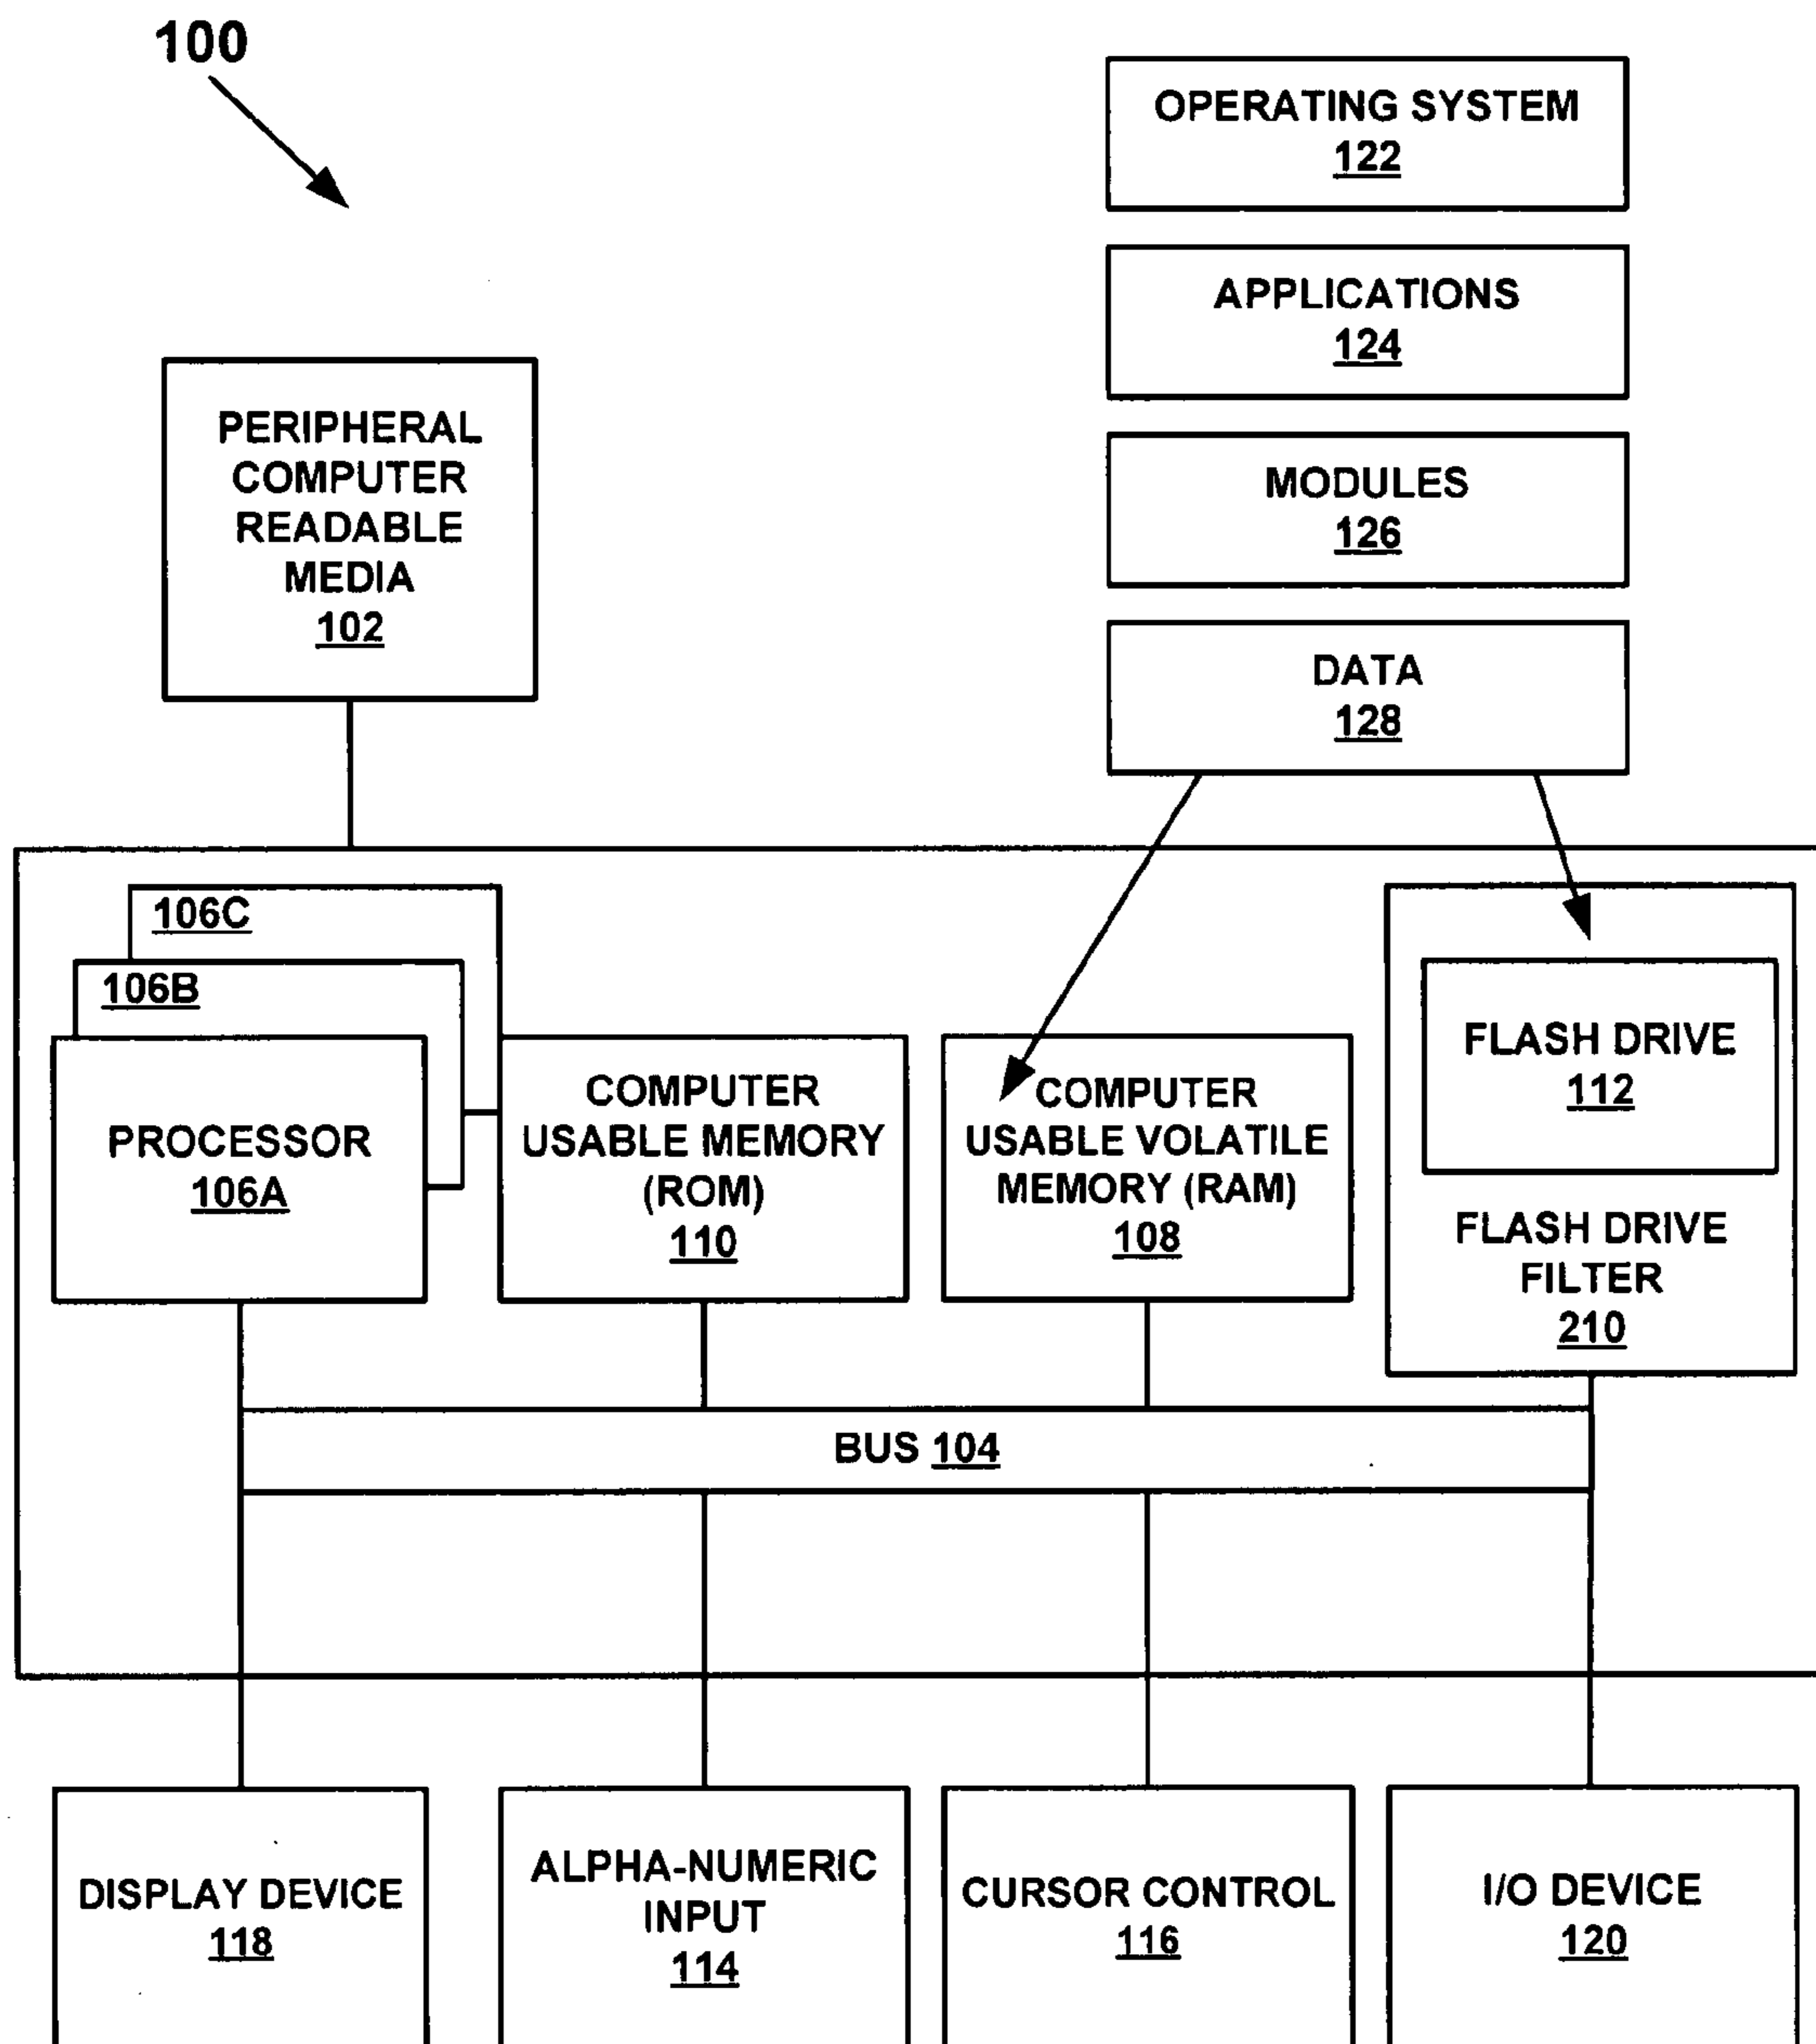 100
OPERATING SYSTEM
122
APPLICATIONS
124
PERIPHERAL
COMPUTER
READABLE
MEDIA
102
MODULES
126
DATA
128
106C
106B
PROCESSOR
106A
COMPUTER
USABLE MEMORY
(ROM)
110
COMPUTER
USABLE VOLATILE
MEMORY (RAM)
108
FLASH DRIVE
112
FLASH DRIVE
FILTER
210
BUS 104
DISPLAY DEVICE
118
ALPHA-NUMERIC
INPUT
114
CURSOR CONTROL
116
I/O DEVICE
120